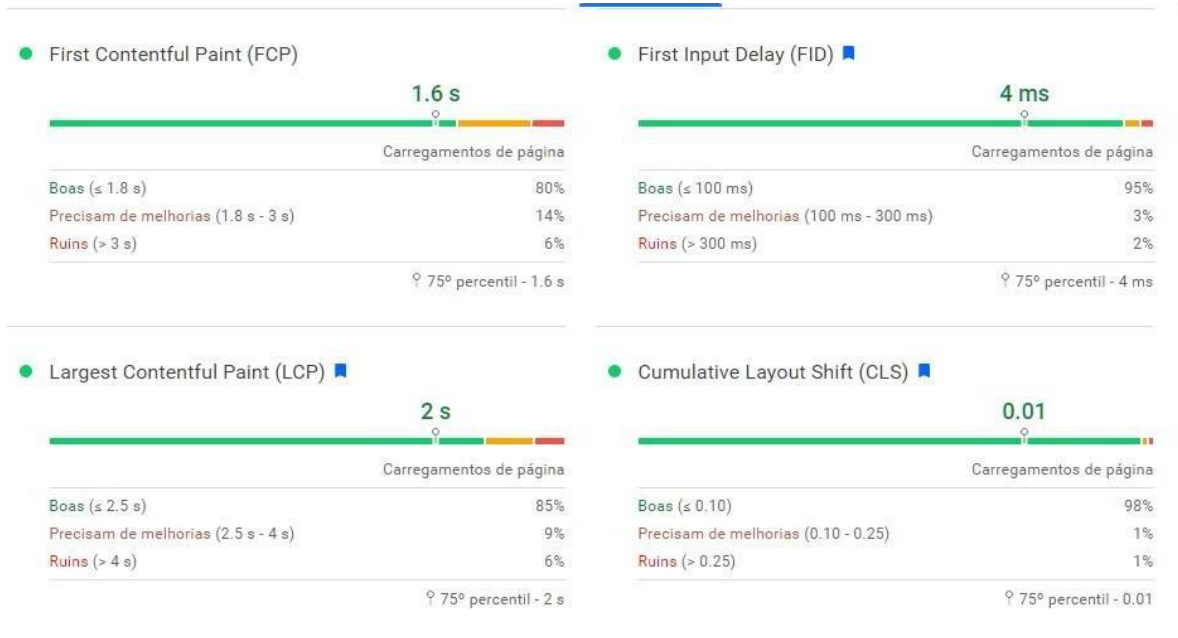 First Contentful Paint (FCP)
1.6 s
Carregamentos de página
Boas (≤ 1.8 s) 80%
Precisam de melhorias (1.8 s - 3 s) 14%
Ruins (> 3 s) 6%
75º percentil - 1.6 s
First Input Delay (FID)
4 ms
Carregamentos de página
Boas (≤ 100 ms) 95%
Precisam de melhorias (100 ms - 300 ms) 3%
Ruins (> 300 ms) 2%
75º percentil - 4 ms
Largest Contentful Paint (LCP)
2 s
Carregamentos de página
Boas (≤ 2.5 s) 85%
Precisam de melhorias (2.5 s - 4 s) 9%
Ruins (> 4 s) 6%
75º percentil - 2 s
Cumulative Layout Shift (CLS)
0.01
Carregamentos de página
Boas (≤ 0.10) 98%
Precisam de melhorias (0.10 - 0.25) 1%
Ruins (> 0.25) 1%
75º percentil - 0.01